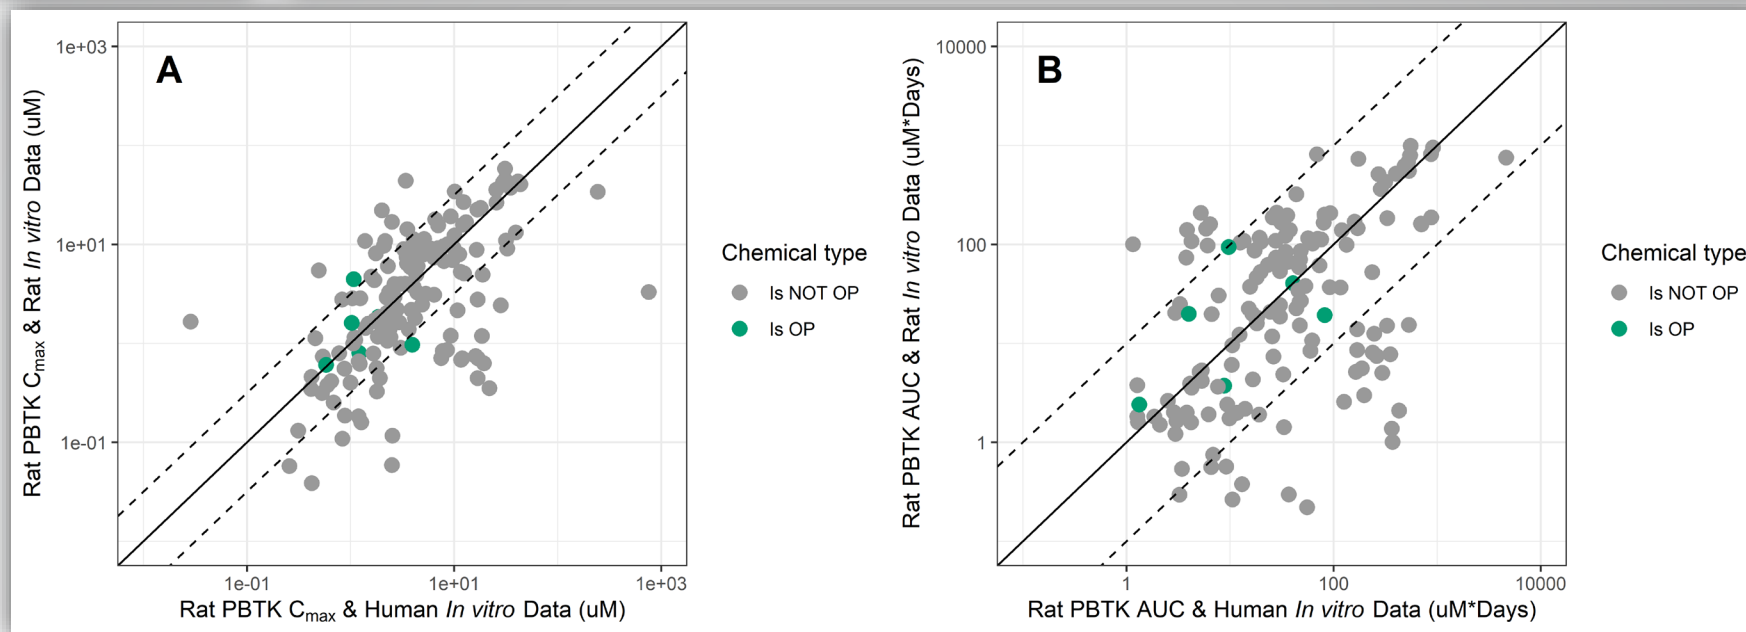 A
Rat PBTK Cmax & Rat In vitro Data (uM)
1e+03
1e+01
1e-01
1e-01 1e+01 1e+03
Rat PBTK Cmax & Human In vitro Data (uM)
Chemical type
Is NOT OP
Is OP
B
Rat PBTK AUC & Rat In vitro Data (uM*Days)
10000
100
1
1 100 10000
Rat PBTK AUC & Human In vitro Data (uM*Days)
Chemical type
Is NOT OP
Is OP